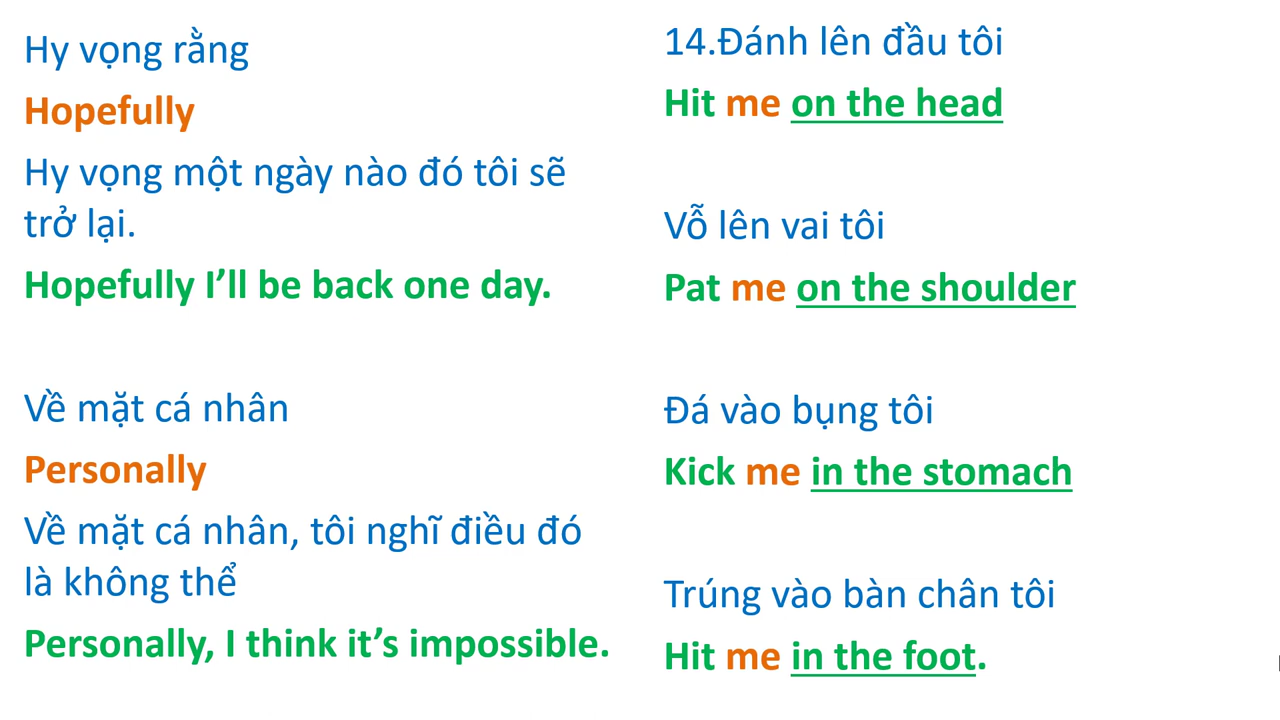 Hy vọng rằng
Hopefully
Hy vọng một ngày nào đó tôi sẽ
trở lại.
Hopefully I’ll be back one day.
Về mặt cá nhân
Personally
Về mặt cá nhân, tôi nghĩ điều đó
là không thể
Personally, I think it’s impossible.
14.Đánh lên đầu tôi
Hit me on the head
Vỗ lên vai tôi
Pat me on the shoulder
Đá vào bụng tôi
Kick me in the stomach
Trúng vào bàn chân tôi
Hit me in the foot.